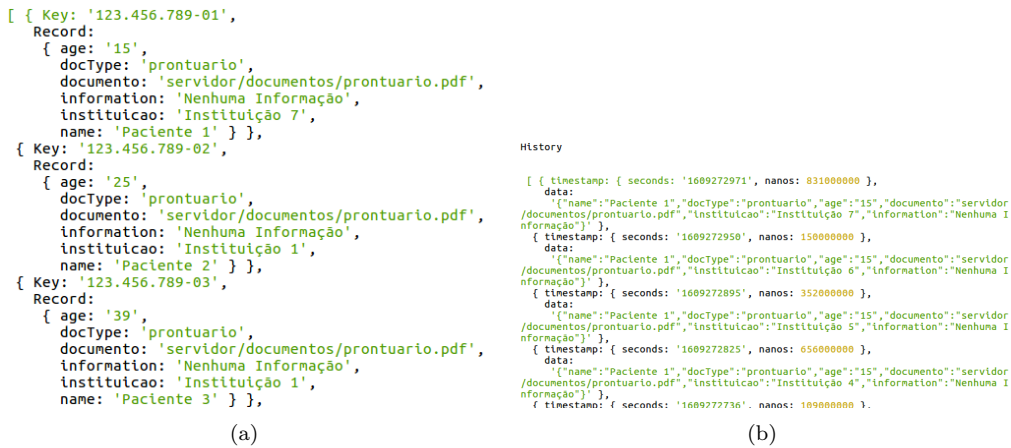 [ { Key: '123.456.789-01',
Record:
{ age: '15',
docType: 'prontuario',
documento: 'servidor/documentos/prontuario.pdf',
information: 'Nenhuma Informação',
instituicao: 'Instituição 7',
name: 'Paciente 1' } },
{ Key: '123.456.789-02',
Record:
{ age: '25',
docType: 'prontuario',
documento: 'servidor/documentos/prontuario.pdf',
information: 'Nenhuma Informação',
instituicao: 'Instituição 1',
name: 'Paciente 2' } },
{ Key: '123.456.789-03',
Record:
{ age: '39',
docType: 'prontuario',
documento: 'servidor/documentos/prontuario.pdf',
information: 'Nenhuma Informação',
instituicao: 'Instituição 1',
name: 'Paciente 3' } },
(a)
History
[ { timestamp: { seconds: '1609272971', nanos: 831000000 },
data:
'{"name":"Paciente 1","docType":"prontuario","age":"15","documento":"servidor
/documentos/prontuario.pdf","instituicao":"Instituição 7","information":"Nenhuma I
nformação"}' },
{ timestamp: { seconds: '1609272950', nanos: 150000000 },
data:
'{"name":"Paciente 1","docType":"prontuario","age":"15","documento":"servidor
/documentos/prontuario.pdf","instituicao":"Instituição 6","information":"Nenhuma I
nformação"}' },
{ timestamp: { seconds: '1609272895', nanos: 352000000 },
data:
'{"name":"Paciente 1","docType":"prontuario","age":"15","documento":"servidor
/documentos/prontuario.pdf","instituicao":"Instituição 5","information":"Nenhuma I
nformação"}' },
{ timestamp: { seconds: '1609272825', nanos: 656000000 },
data:
'{"name":"Paciente 1","docType":"prontuario","age":"15","documento":"servidor
/documentos/prontuario.pdf","instituicao":"Instituição 4","information":"Nenhuma I
nformação"}' },
{ timestamp: { seconds: '1609272736', nanos: 109000000 },
(b)